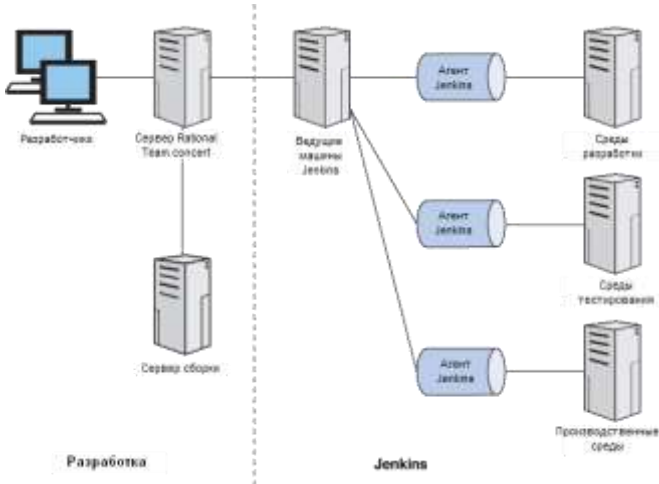 Агент
Jenkins
Разработчики
Сервер Rational
Team concert
Ведущие
машины
Jenkins
Среды
разработки
Агент
Jenkins
Среды
тестирования
Сервер сборки
Агент
Jenkins
Производственные
среды
Разработка
Jenkins